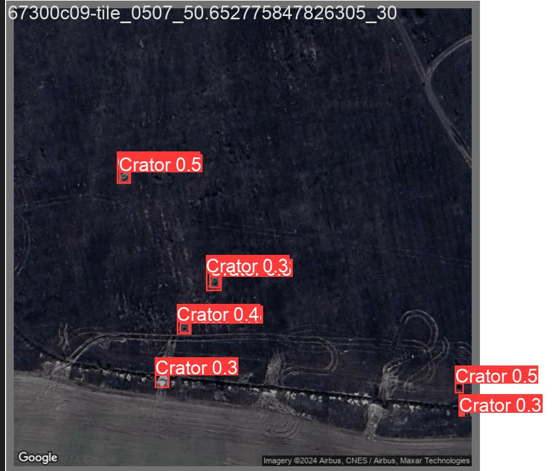 67300c09-tile_0507_50.652775847826305_30
Crator 0.5
Crator 0.3
Crator 0.4
Crator 0.3
Crator 0.5
Crator 0.3
Google
Imagery ©2024 Airbus, CNES / Airbus, Maxar Technologies